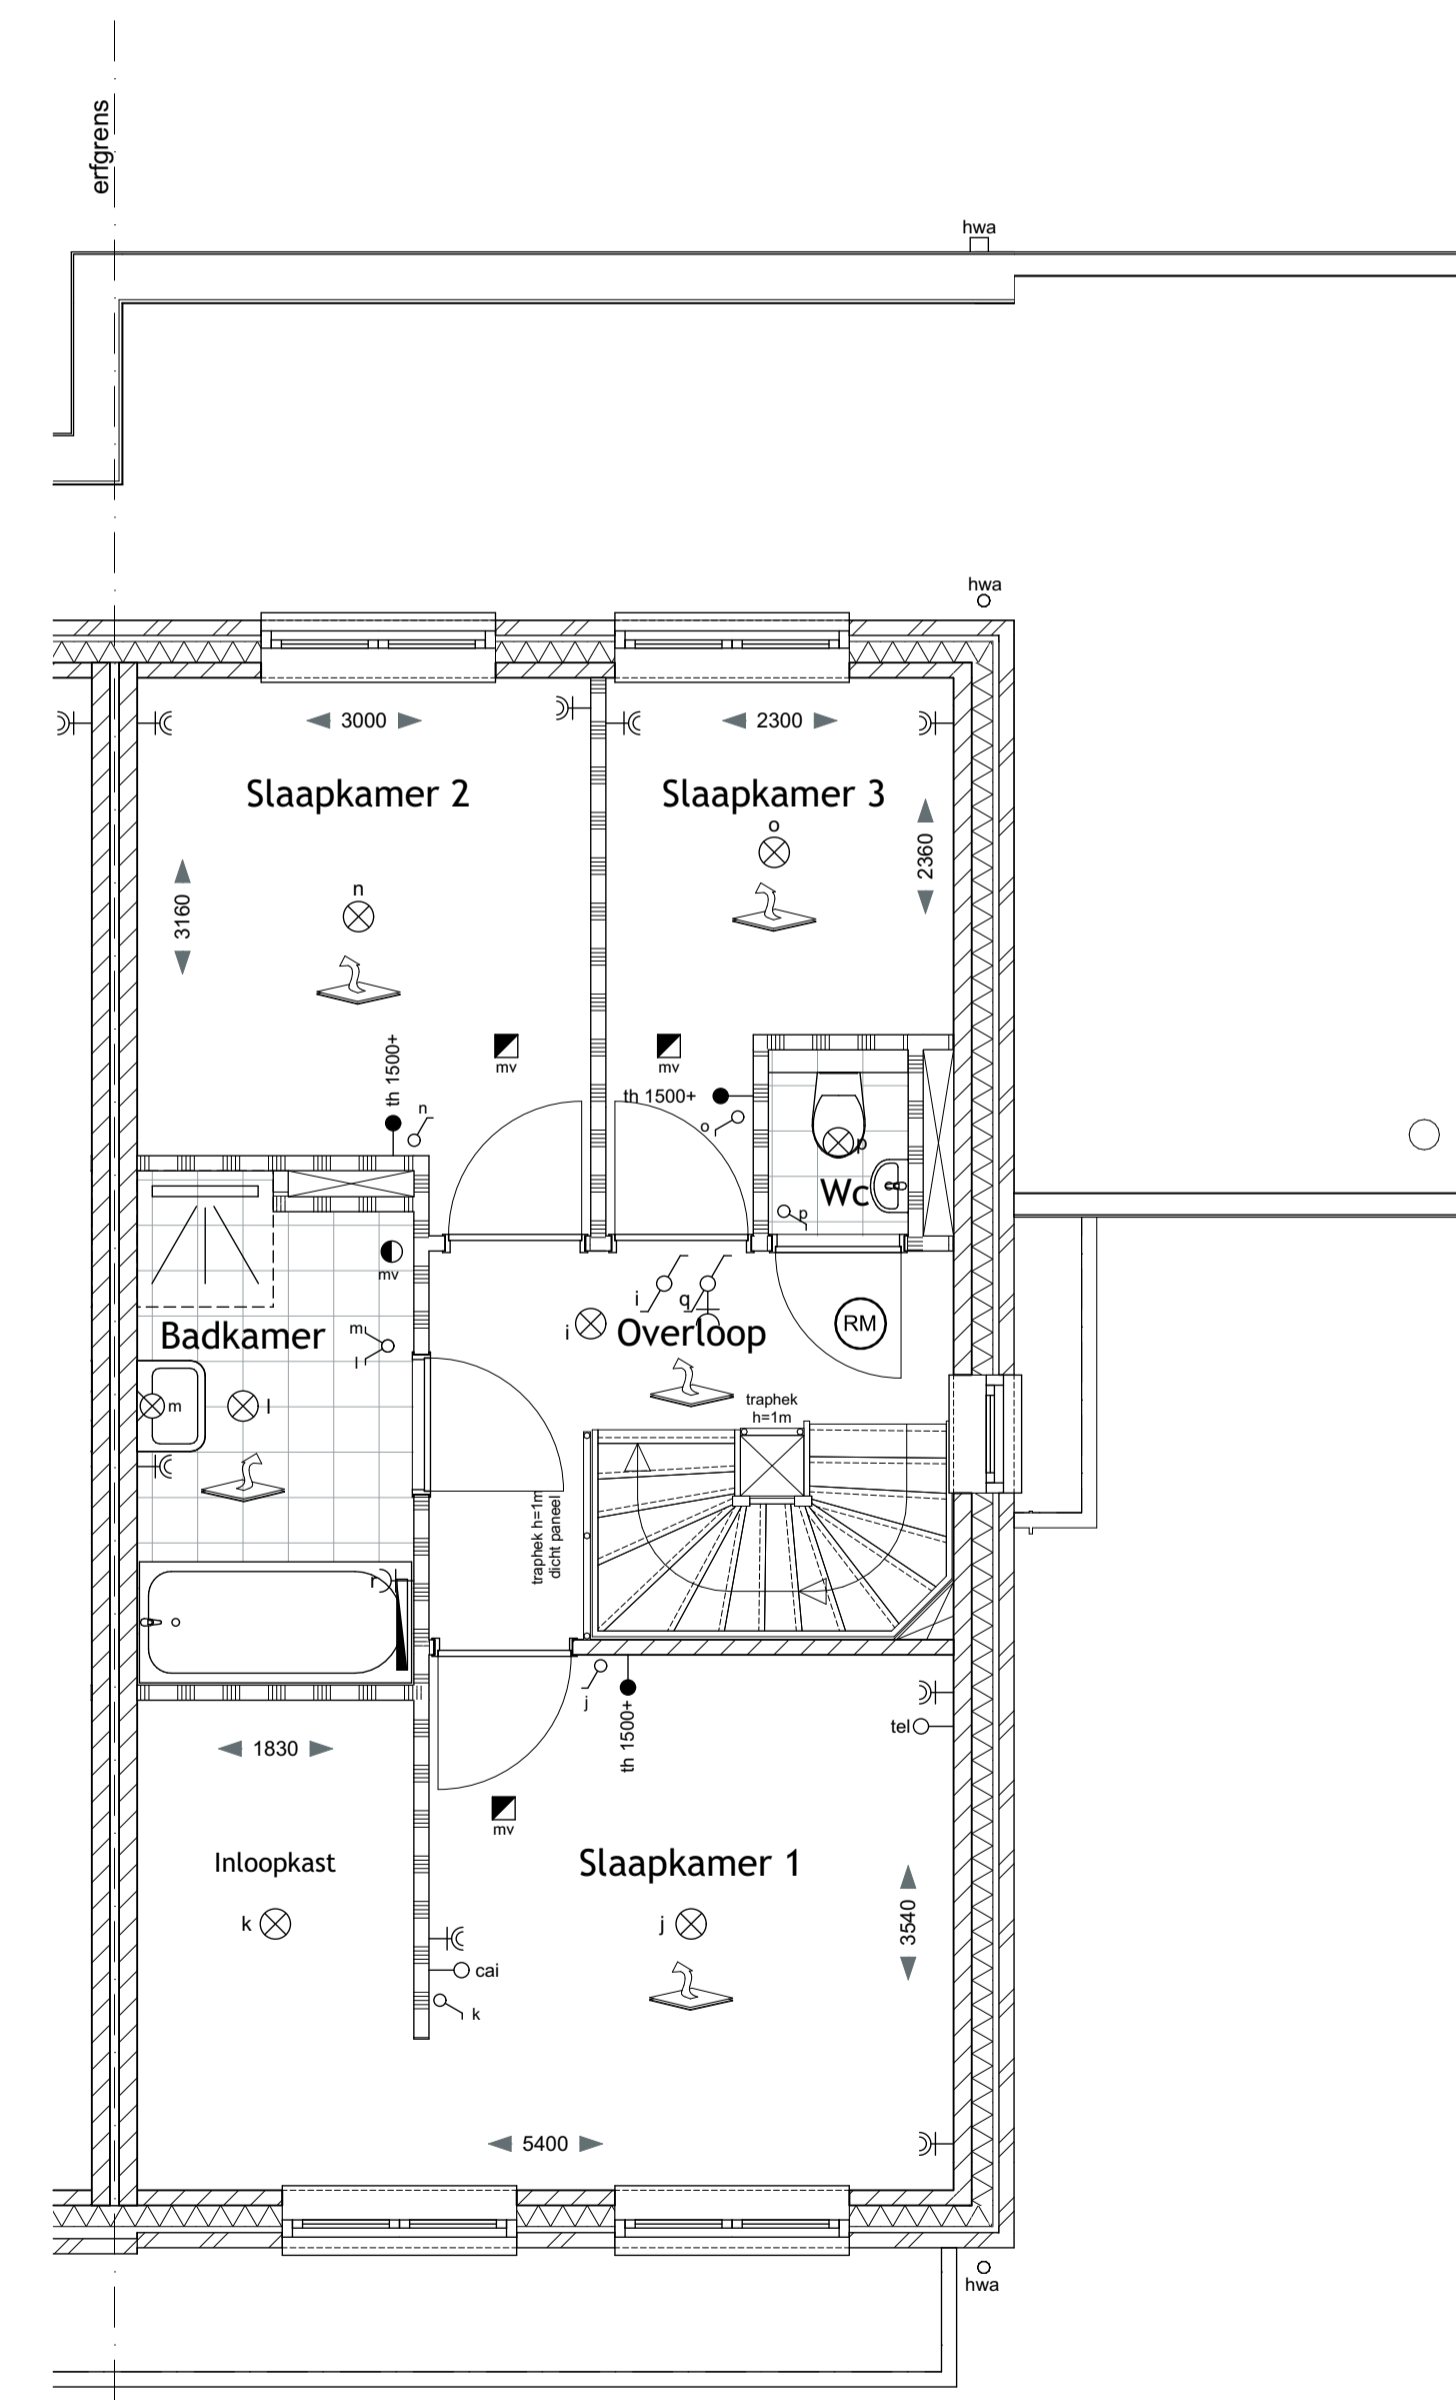 erfgrens
hwa
hwa
3000
2300
Slaapkamer 2
Slaapkamer 3
o
2360
n
3160
mv
mv
th 1500+
th 1500+
n
o
p
Wc
p
mv
i
q
i
Overloop
RM
Badkamer
m
l
m
l
traphek
h=1m
traphek h=1m
dicht paneel
r
j
th 1500+
tel
1830
mv
Inloopkast
Slaapkamer 1
k
j
3540
cai
k
5400
hwa